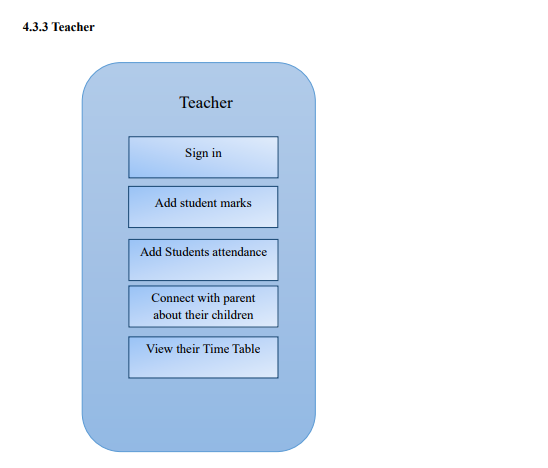 4.3.3 Teacher
Teacher
Sign in
Add student marks
Add Students attendance
Connect with parent
about their children
View their Time Table